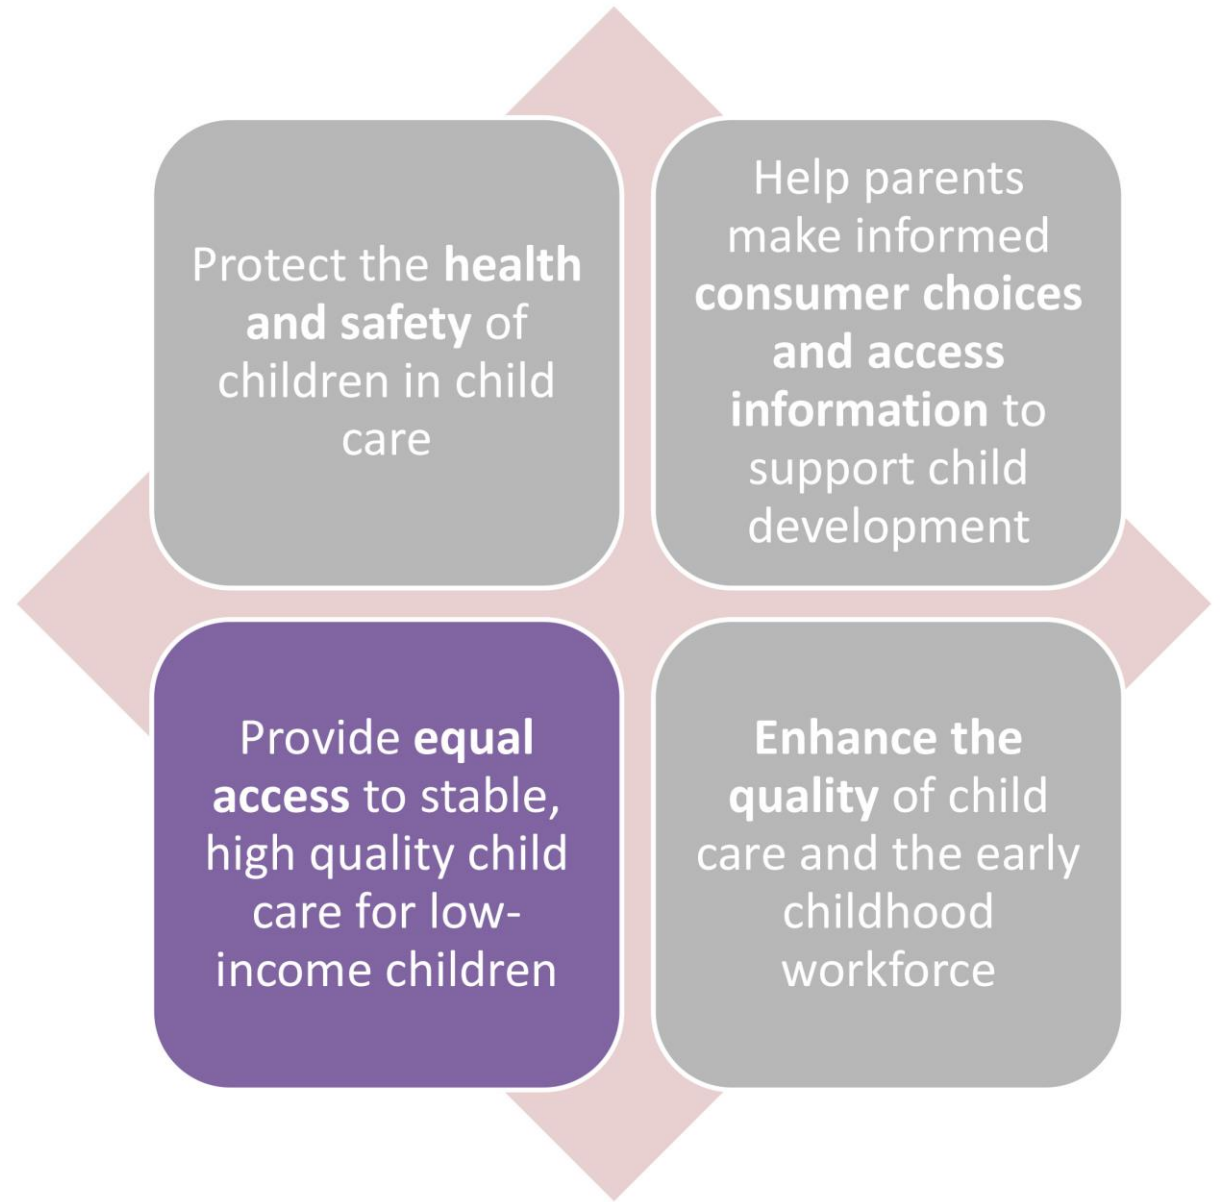 Protect the health
and safety of
children in child
care
Help parents
make informed
consumer choices
and access
information to
support child
development
Provide equal
access to stable,
high quality child
care for low-
income children
Enhance the
quality of child
care and the early
childhood
workforce